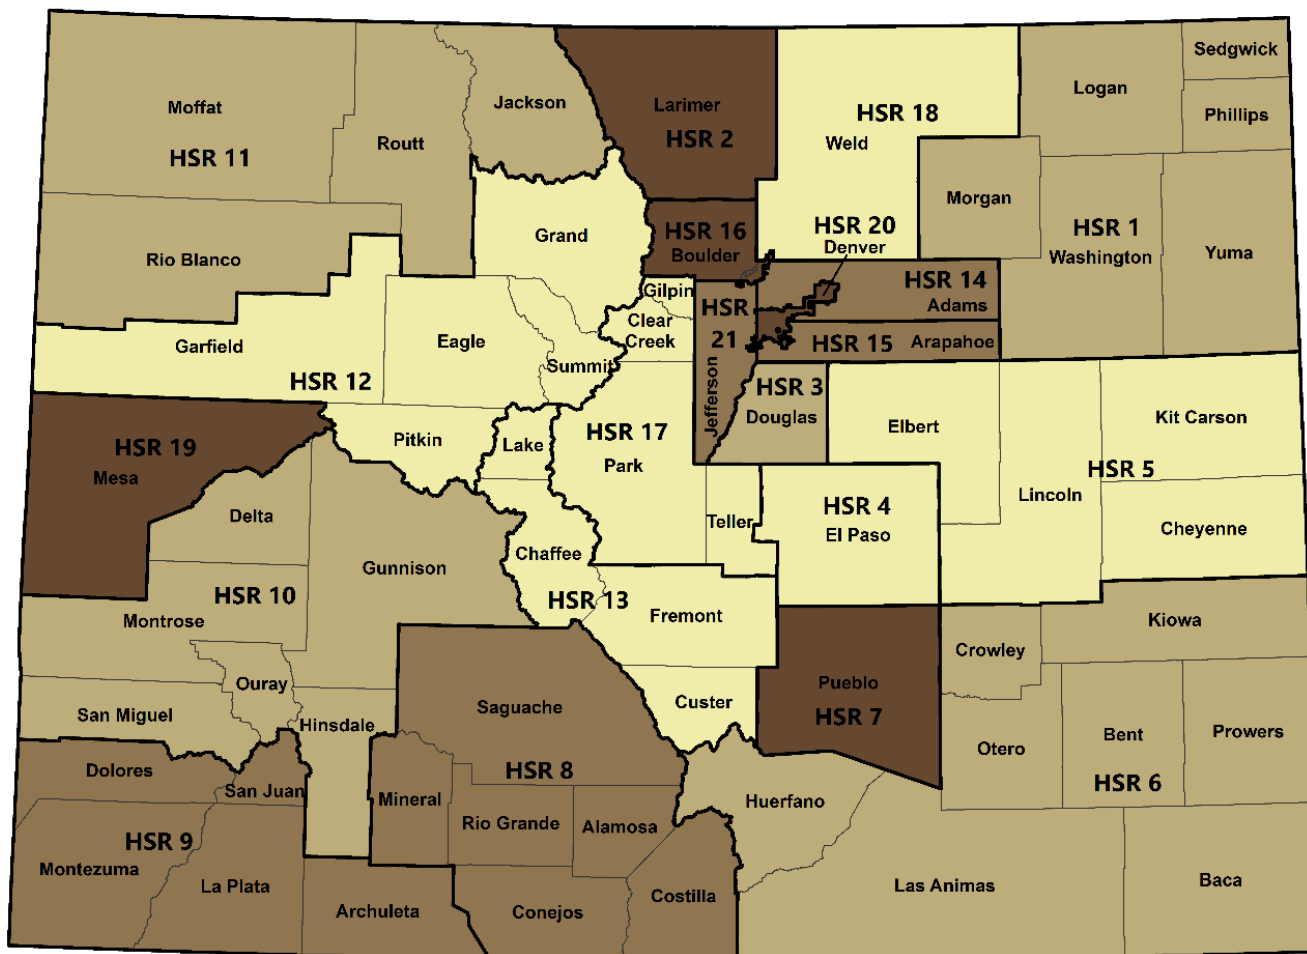 Sedgwick
Logan
Phillips
Jackson
Moffat
Larimer
HSR 18
HSR 2
Weld
Routt
HSR 11
Morgan
HSR 1
Washington
Yuma
Grand
HSR 16
Boulder
HSR 20
Denver
Rio Blanco
Gilpin
HSR 14
Adams
HSR
21
Clear
Creek
HSR 15
Arapahoe
Garfield
Eagle
Summit
HSR 12
HSR 3
Douglas
Jefferson
Elbert
Kit Carson
HSR 19
Mesa
Pitkin
Lake
HSR 17
Park
HSR 5
Lincoln
Delta
Teller
HSR 4
El Paso
Cheyenne
Gunnison
Chaffee
HSR 10
Montrose
HSR 13
Fremont
Kiowa
Crowley
Ouray
Pueblo
HSR 7
San Miguel
Hinsdale
Saguache
Custer
Otero
Bent
Prowers
Dolores
San Juan
HSR 8
HSR 6
Mineral
Rio Grande
Alamosa
Huerfano
HSR 9
Montezuma
La Plata
Archuleta
Conejos
Costilla
Las Animas
Baca